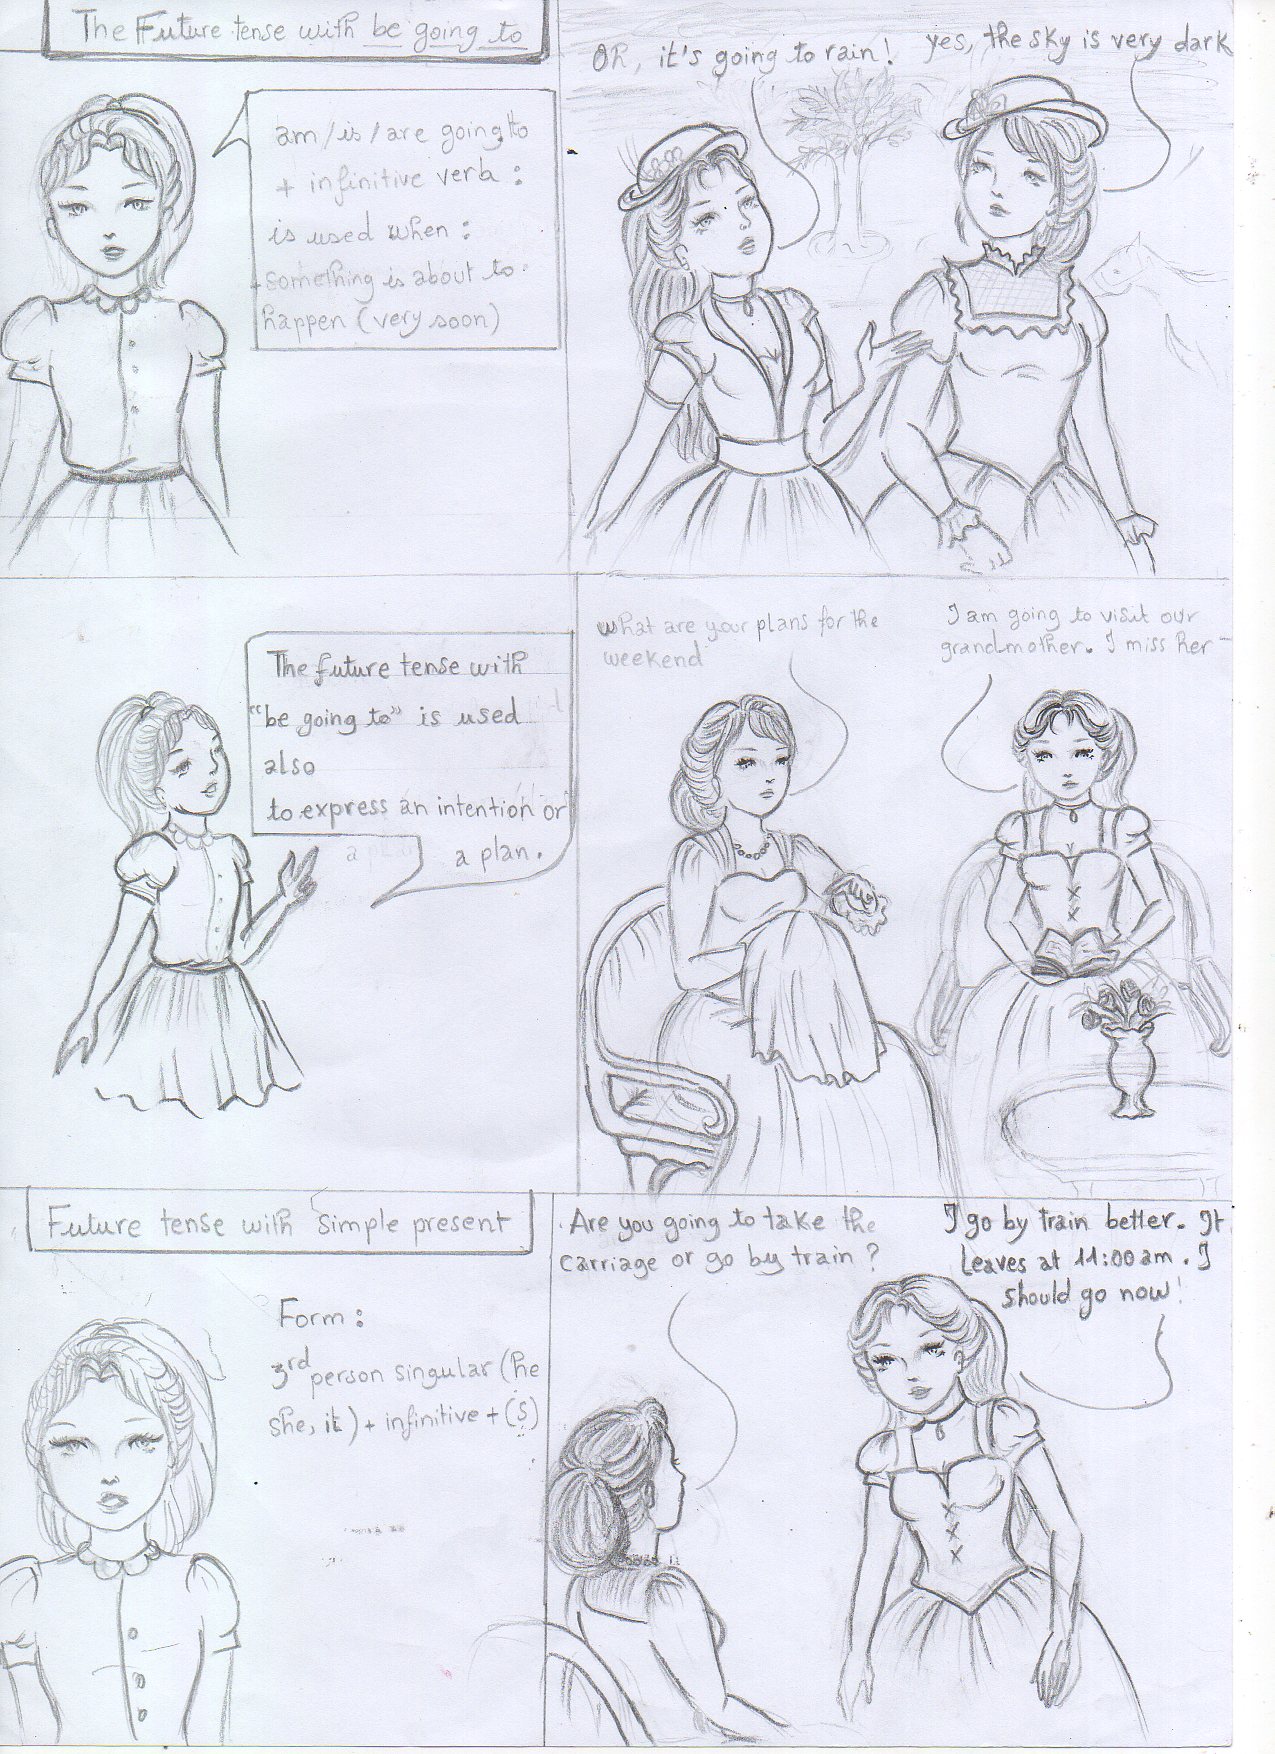 The Future tense with be going to
am/is/are going to
+ infinitive verb :
is used when :
+ something is about to
happen (very soon)
Oh, it's going to rain!
yes, the sky is very dark
The future tense with
"be going to" is used
also
to express an intention or
a plan.
what are your plans for the
weekend
I am going to visit our
grandmother. I miss her
Future tense with simple present
Form :
3rd person singular (he
she, it) + infinitive + (s)
Are you going to take the
carriage or go by train ?
I go by train better. It
leaves at 11:00 am. I
should go now!